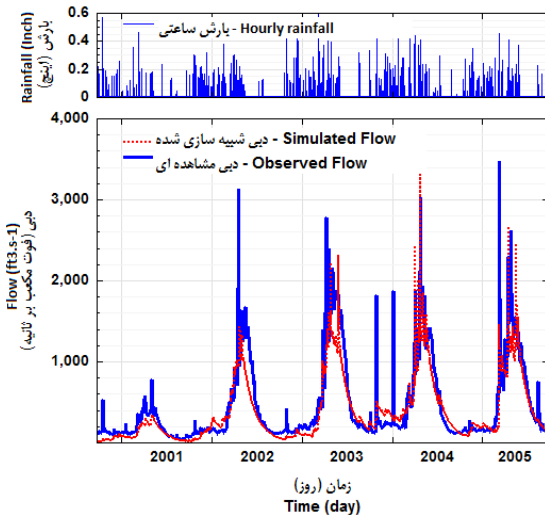 0.6
0.4
0.2
0
Rainfall (Inch)
بارش (اینچ)
بارش ساعتی - Hourly rainfall
4,000
3,000
2,000
1,000
Flow (ft3.s-1)
دبی (فوت مکعب بر ثانیه)
دبی شبیه سازی شده - Simulated Flow
دبی مشاهده ای - Observed Flow
2001 2002 2003 2004 2005
زمان (روز)
Time (day)